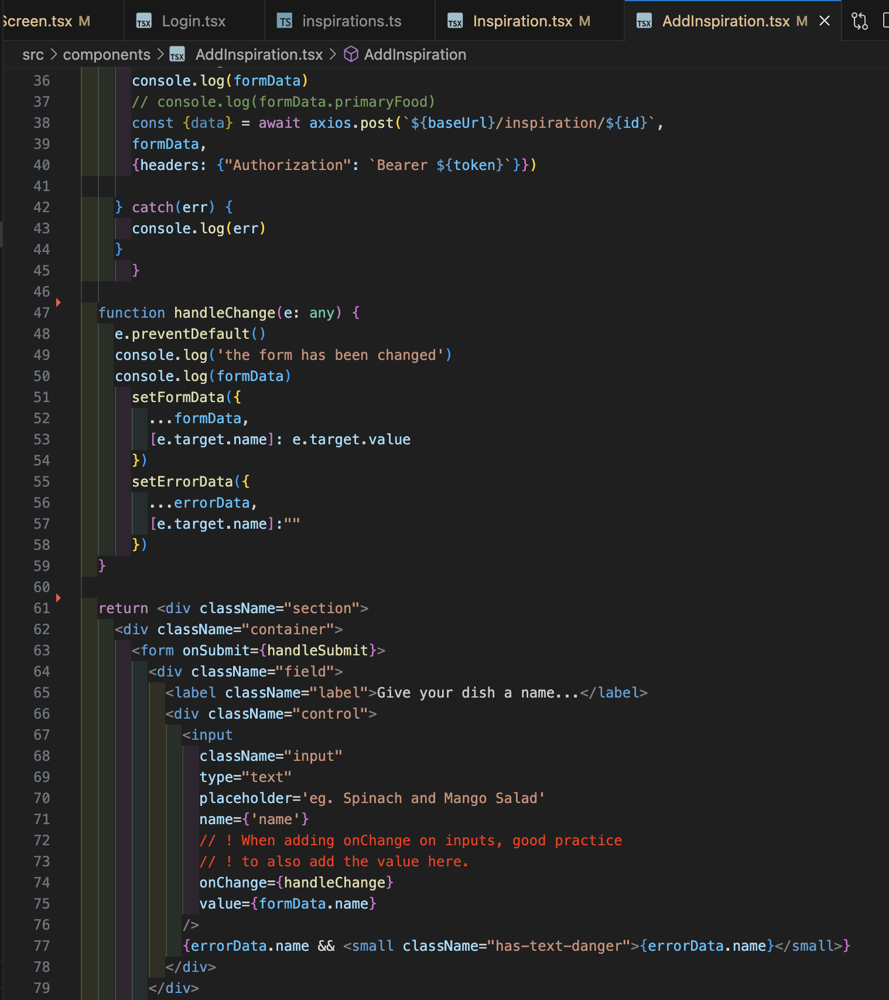 Screen.tsx M
TSX Login.tsx
TS inspirations.ts
TSX Inspiration.tsx M
TSX AddInspiration.tsx M
src > components > TSX AddInspiration.tsx > AddInspiration
36 console.log(formData)
37 // console.log(formData.primaryFood)
38 const {data} = await axios.post(`${baseUrl}/inspiration/${id}`,
39 formData,
40 {headers: {"Authorization": `Bearer ${token}`}})
41
42 } catch(err) {
43 console.log(err)
44 }
45 }
46
47 function handleChange(e: any) {
48 e.preventDefault()
49 console.log('the form has been changed')
50 console.log(formData)
51 setFormData({
52 ...formData,
53 [e.target.name]: e.target.value
54 })
55 setErrorData({
56 ...errorData,
57 [e.target.name]:""
58 })
59 }
60
61 return <div className="section">
62 <div className="container">
63 <form onSubmit={handleSubmit}>
64 <div className="field">
65 <label className="label">Give your dish a name...</label>
66 <div className="control">
67 <input
68 className="input"
69 type="text"
70 placeholder='eg. Spinach and Mango Salad'
71 name={'name'}
72 // ! When adding onChange on inputs, good practice
73 // ! to also add the value here.
74 onChange={handleChange}
75 value={formData.name}
76 />
77 {errorData.name && <small className="has-text-danger">{errorData.name}</small>}
78 </div>
79 </div>